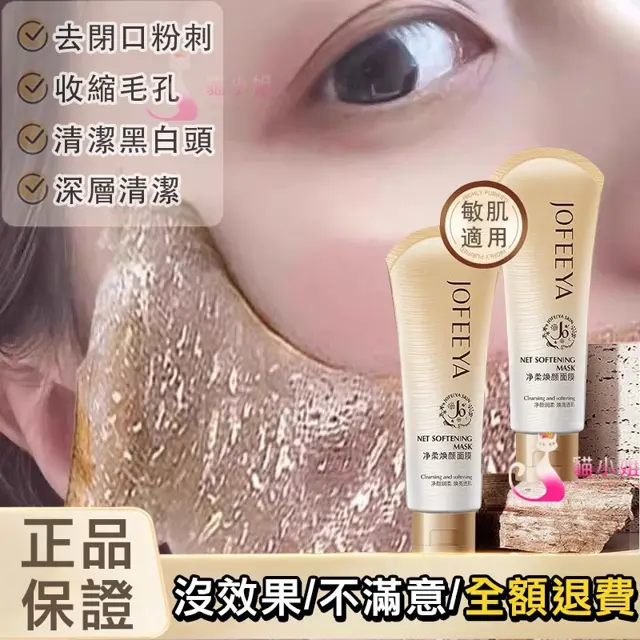 去閉口粉刺
收縮毛孔
清潔黑白頭
深層清潔
貓小姐
敏肌
適用
JOFEEYA
NET SOFTENING
MASK
净柔焕颜面膜
Cleansing and softening
JOFEEYA
NET SOFTENING
MASK
净柔焕颜面膜
Cleansing and softening
貓小姐
正品
保證
沒效果/不滿意/全額退費